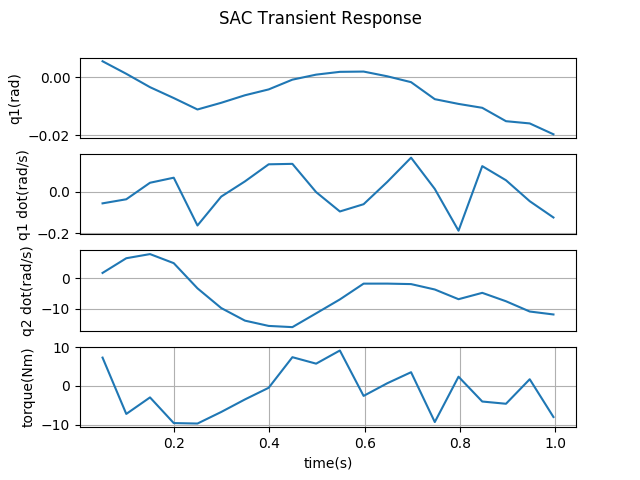 SAC Transient Response
q1(rad)
0.00
−0.02
q1 dot(rad/s)
0.0
−0.2
q2 dot(rad/s)
0
−10
torque(Nm)
10
0
−10
0.2 0.4 0.6 0.8 1.0
time(s)